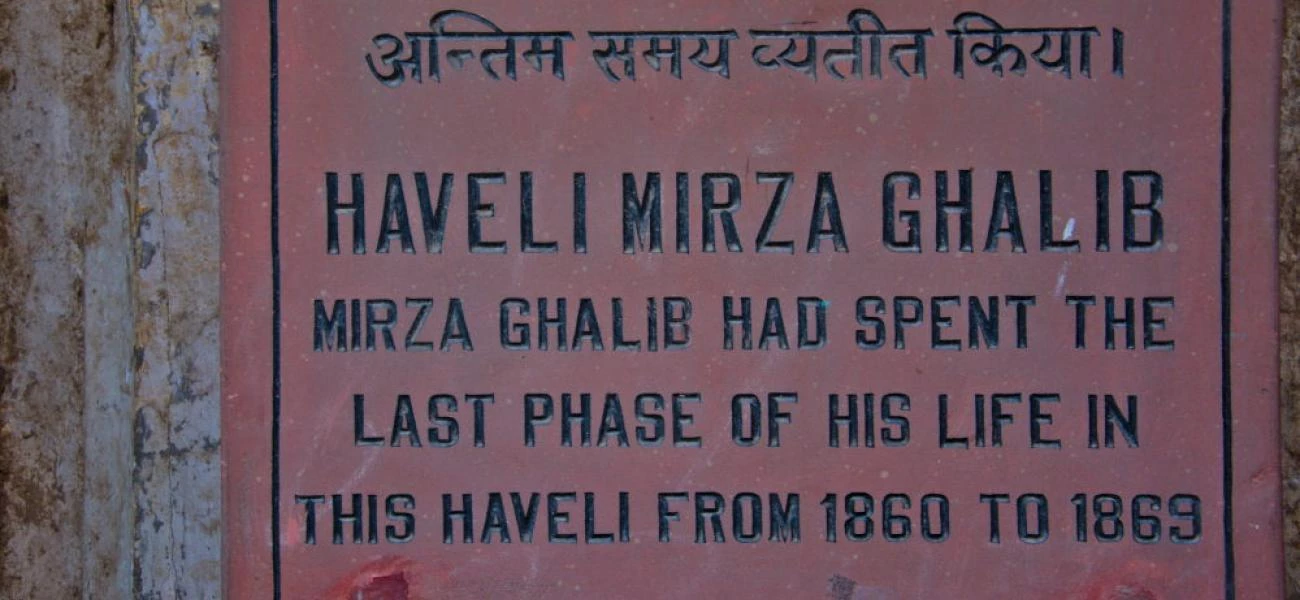 अन्तिम समय व्यतीत किया।
HAVELI MIRZA GHALIB
MIRZA GHALIB HAD SPENT THE
LAST PHASE OF HIS LIFE IN
THIS HAVELI FROM 1860 TO 1869